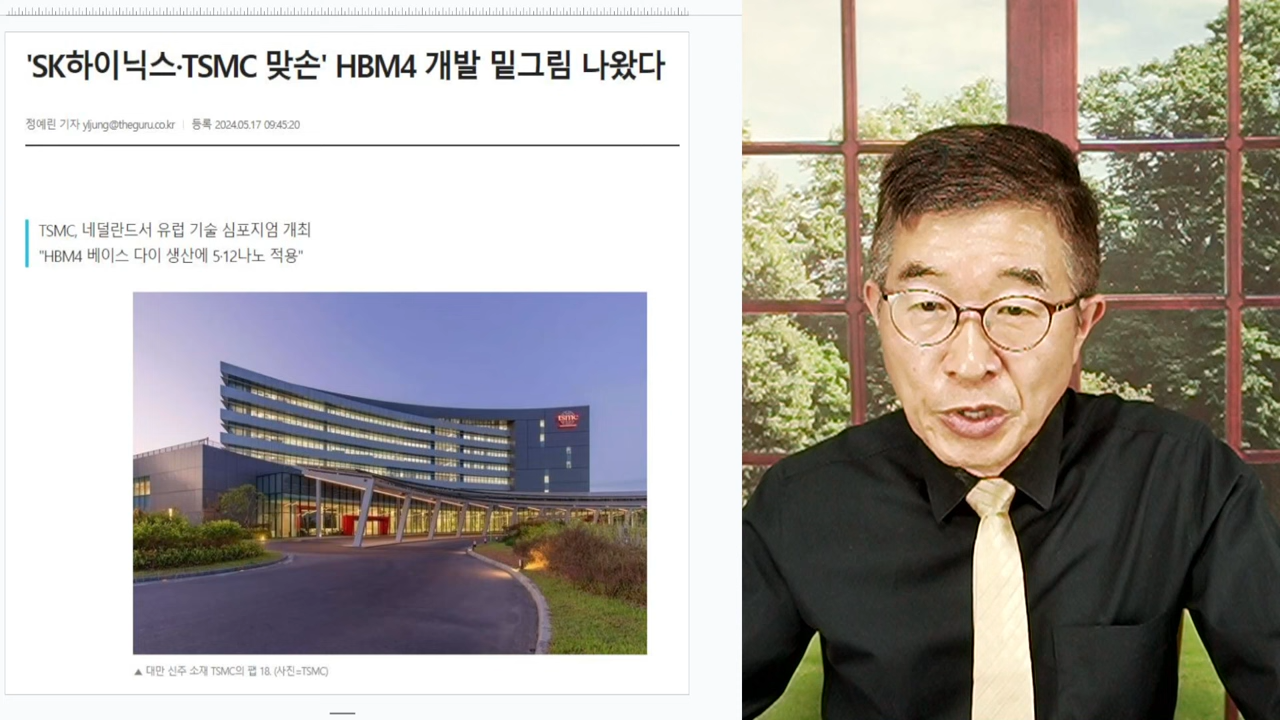 'SK하이닉스·TSMC 맞손' HBM4 개발 밑그림 나왔다
정예린 기자 yljung@theguru.co.kr | 등록 2024.05.17 09:45:20
TSMC, 네덜란드서 유럽 기술 심포지엄 개최
"HBM4 베이스 다이 생산에 5·12나노 적용"
tsmc
▲ 대만 신주 소재 TSMC의 팹 18. (사진=TSMC)